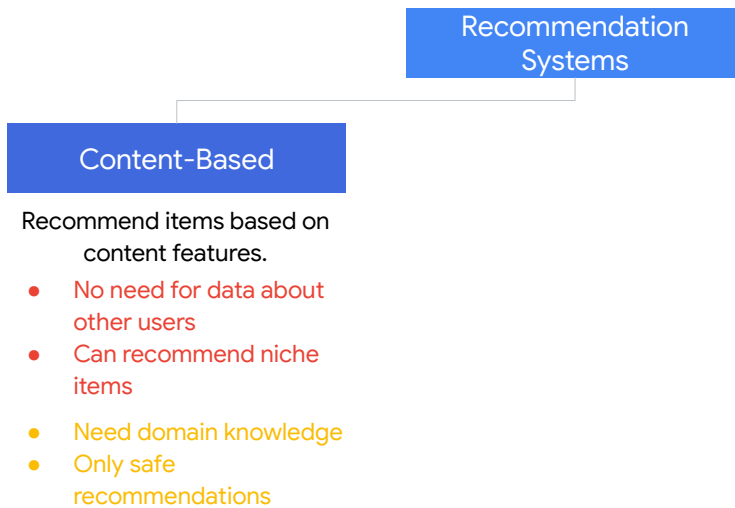 Recommendation
Systems
Content-Based
Recommend items based on
content features.
● No need for data about
other users
● Can recommend niche
items
● Need domain knowledge
● Only safe
recommendations